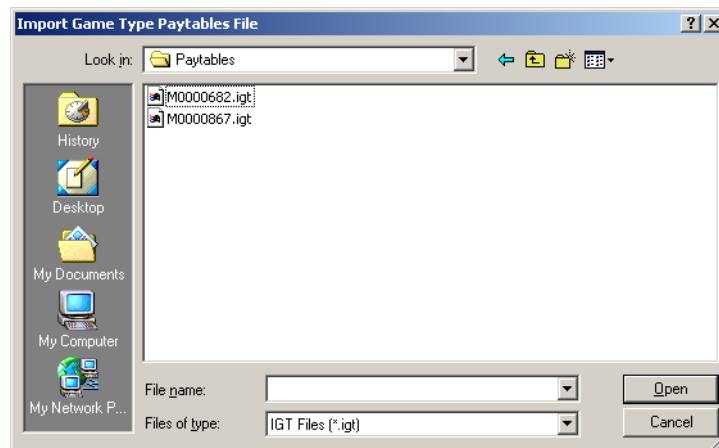 Import Game Type Paytables File
Look in: Paytables
M0000682.igt
M0000867.igt
History
Desktop
My Documents
My Computer
My Network P...
File name:
Open
Files of type: IGT Files (*.igt)
Cancel